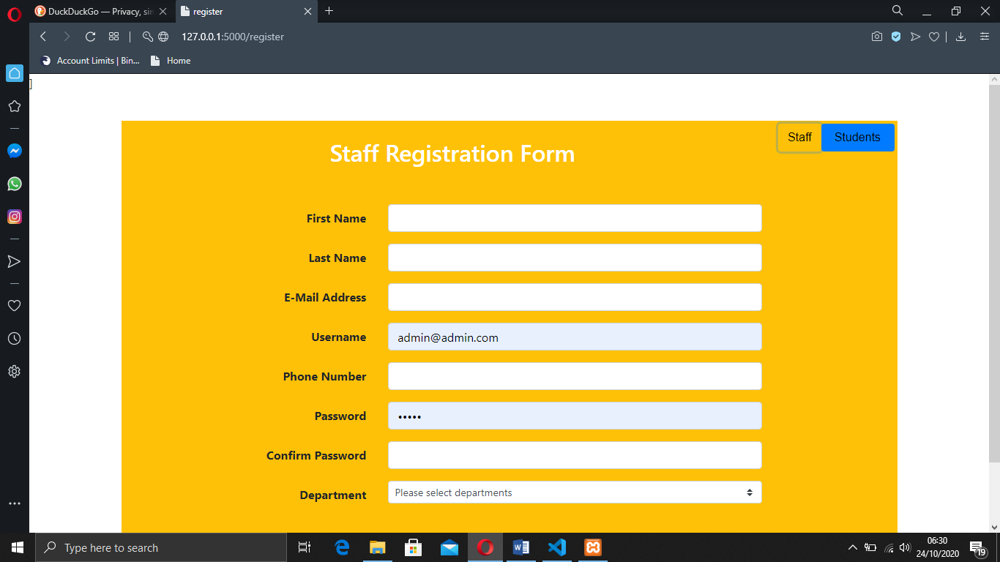 DuckDuckGo — Privacy, sin
register
127.0.0.1:5000/register
Account Limits | Bin...
Home
]
Staff
Students
Staff Registration Form
First Name
Last Name
E-Mail Address
Username
admin@admin.com
Phone Number
Password
•••••
Confirm Password
Department
Please select departments
Type here to search
06:30
24/10/2020
19